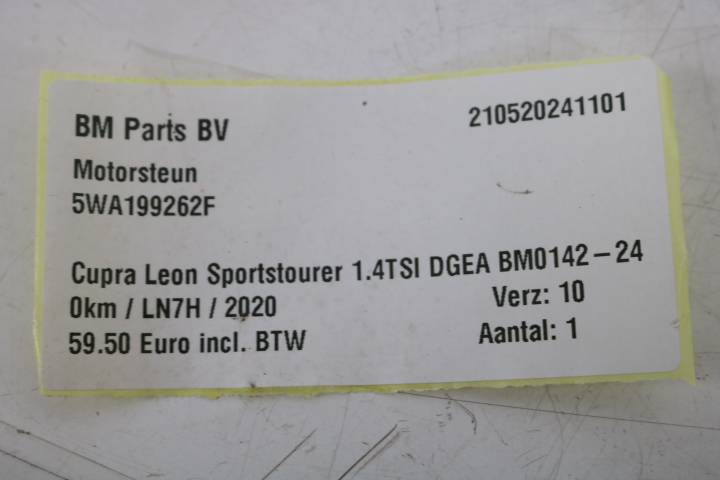 BM Parts BV 210520241101
Motorsteun
5WA199262F
Cupra Leon Sportstourer 1.4TSI DGEA BM0142-24
0km / LN7H / 2020 Verz: 10
59.50 Euro incl. BTW Aantal: 1